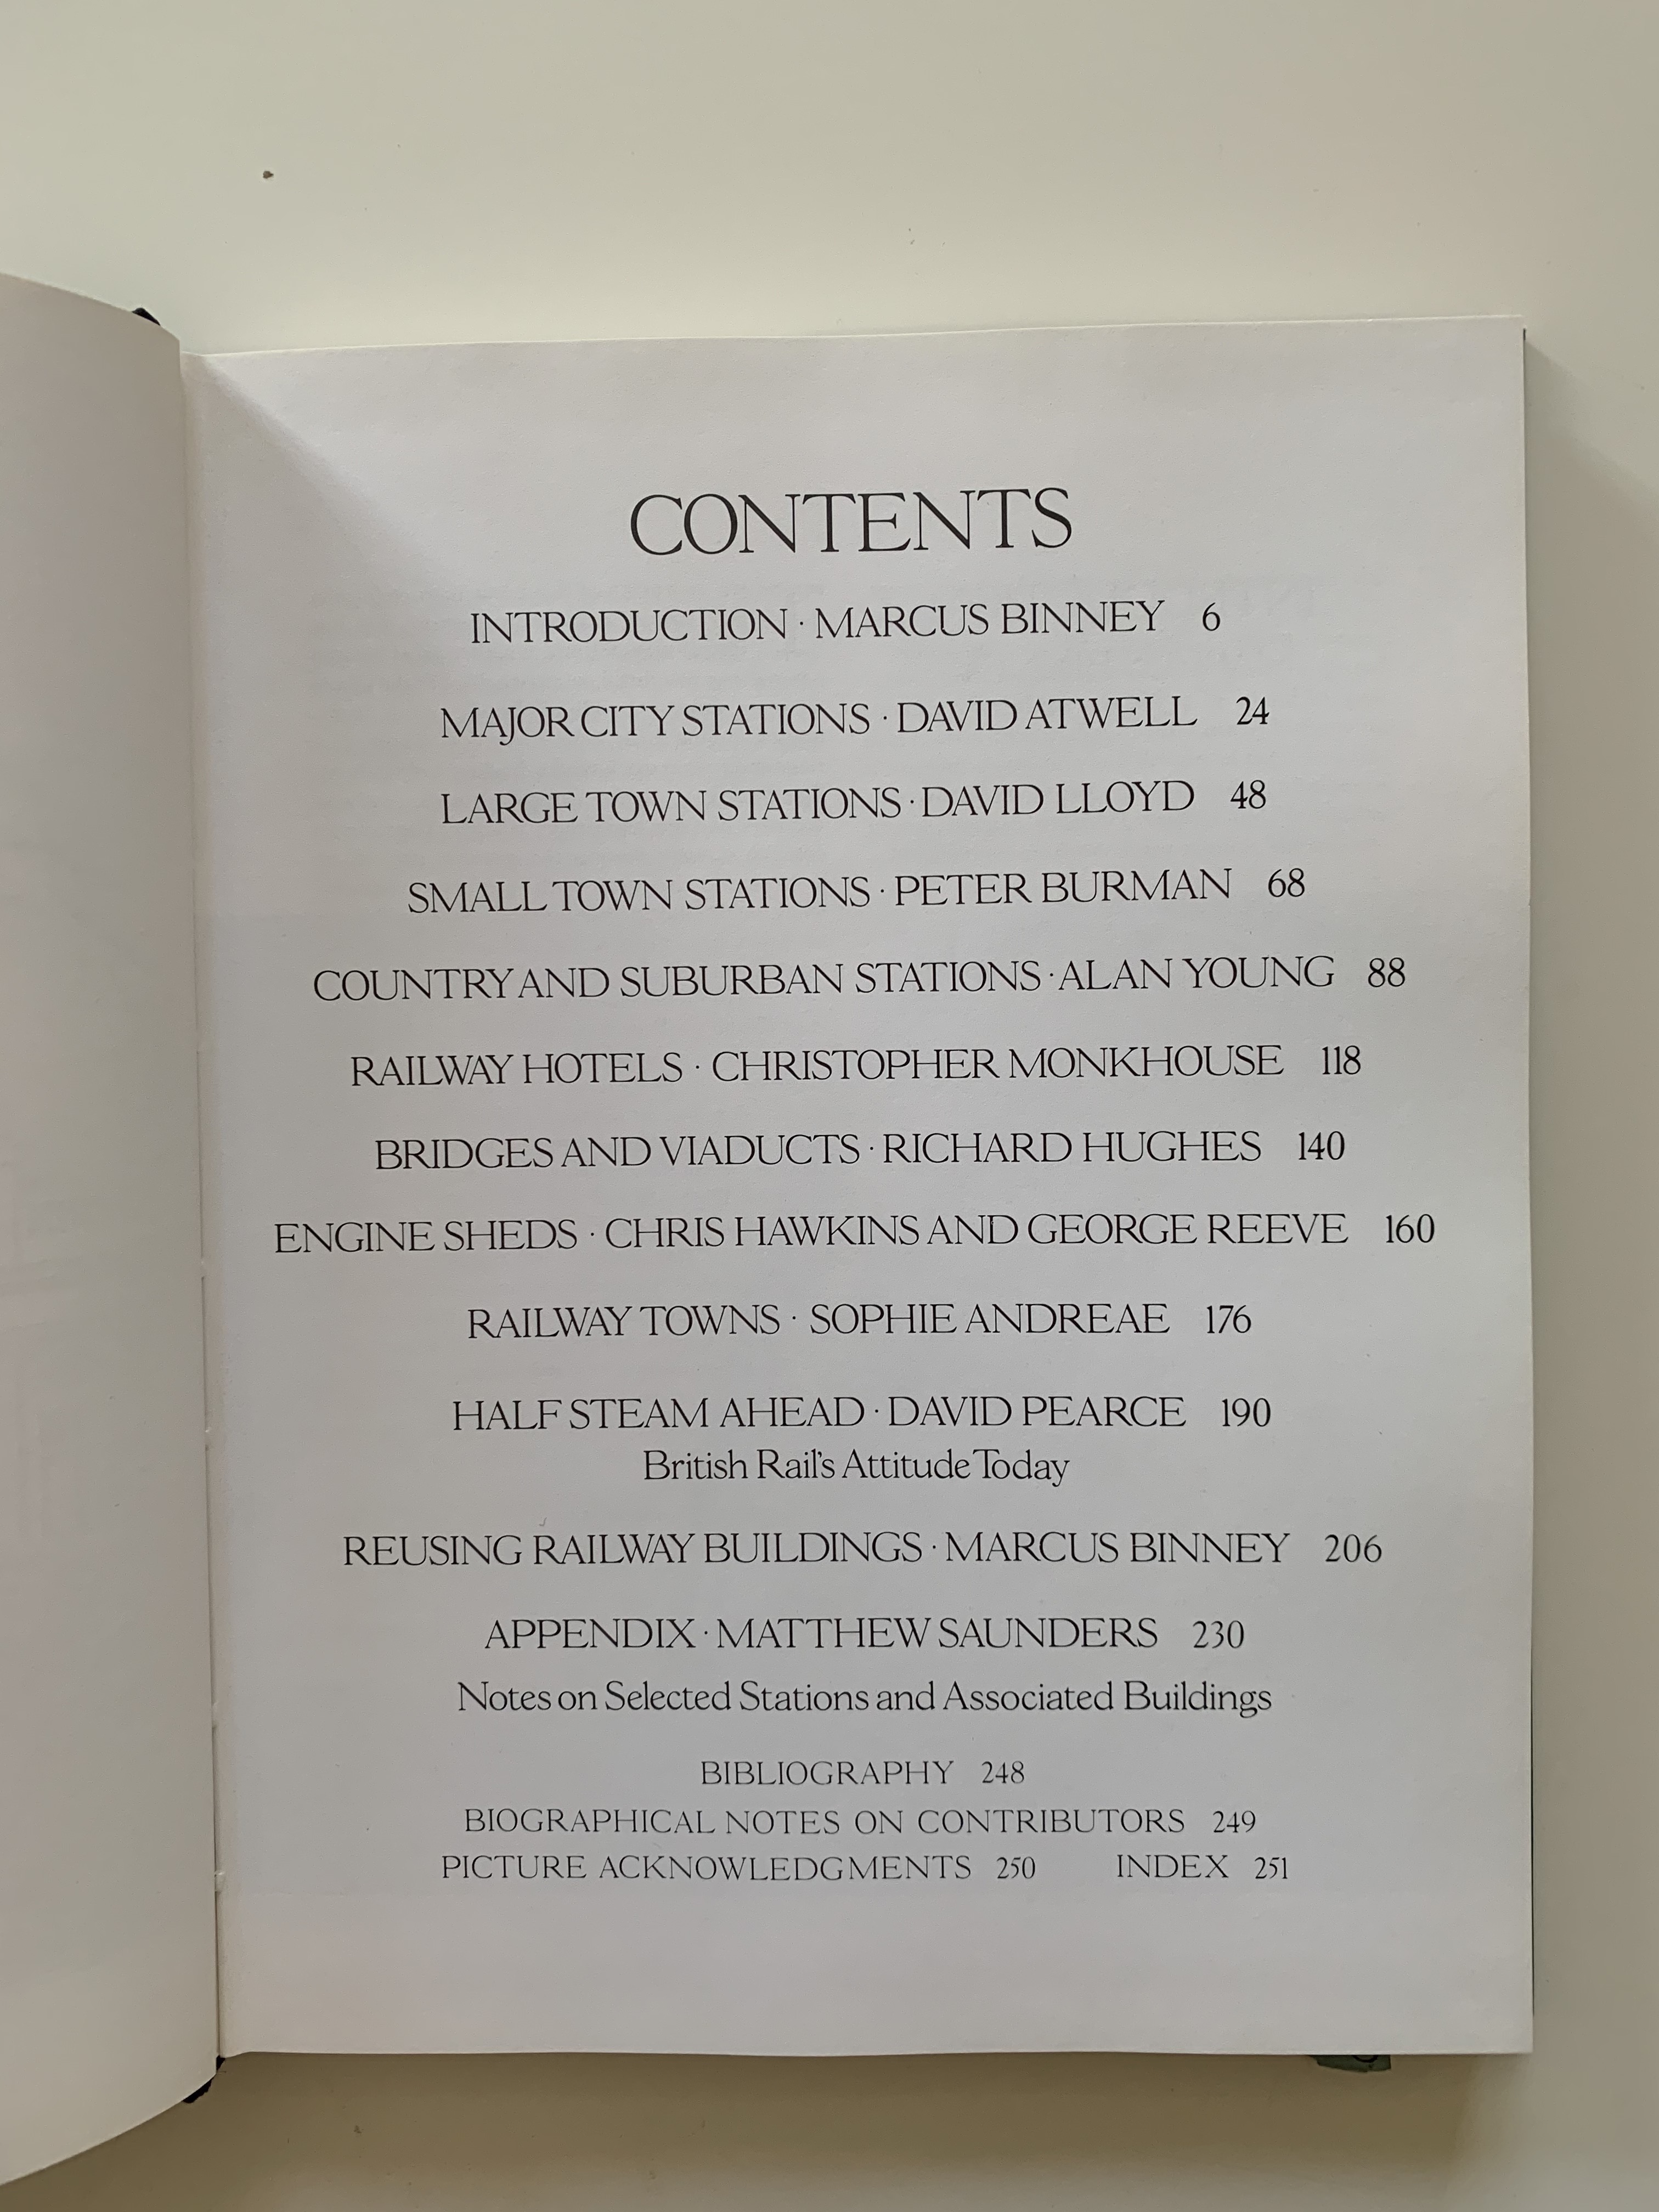 CONTENTS
INTRODUCTION · MARCUS BINNEY 6
MAJOR CITY STATIONS · DAVID ATWELL 24
LARGE TOWN STATIONS · DAVID LLOYD 48
SMALL TOWN STATIONS · PETER BURMAN 68
COUNTRY AND SUBURBAN STATIONS · ALAN YOUNG 88
RAILWAY HOTELS · CHRISTOPHER MONKHOUSE 118
BRIDGES AND VIADUCTS · RICHARD HUGHES 140
ENGINE SHEDS · CHRIS HAWKINS AND GEORGE REEVE 160
RAILWAY TOWNS · SOPHIE ANDREAE 176
HALF STEAM AHEAD · DAVID PEARCE 190
British Rail's Attitude Today
REUSING RAILWAY BUILDINGS · MARCUS BINNEY 206
APPENDIX · MATTHEW SAUNDERS 230
Notes on Selected Stations and Associated Buildings
BIBLIOGRAPHY 248
BIOGRAPHICAL NOTES ON CONTRIBUTORS 249
PICTURE ACKNOWLEDGMENTS 250 INDEX 251